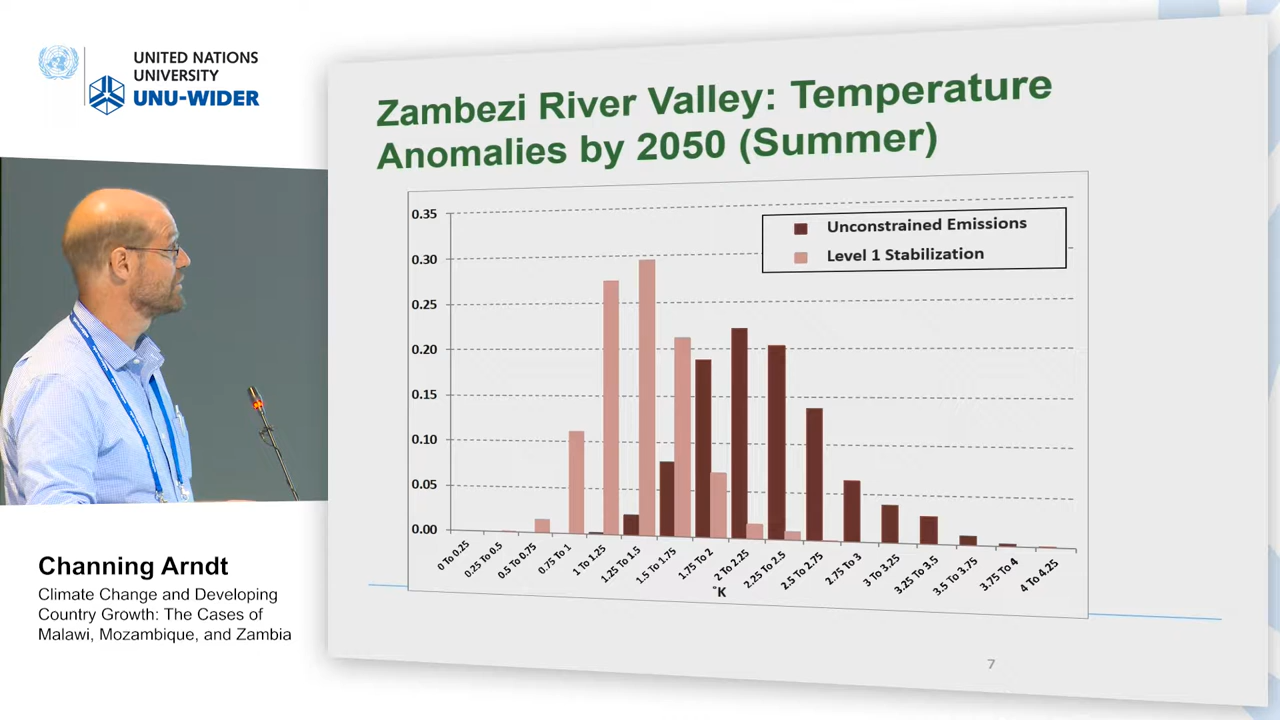 UNITED NATIONS
UNIVERSITY
UNU-WIDER
Zambezi River Valley: Temperature
Anomalies by 2050 (Summer)
0.35
0.30
0.25
0.20
0.15
0.10
0.05
0.00
Unconstrained Emissions
Level 1 Stabilization
0 To 0.25
0.25 To 0.5
0.5 To 0.75
0.75 To 1
1 To 1.25
1.25 To 1.5
1.5 To 1.75
1.75 To 2
2 To 2.25
2.25 To 2.5
2.5 To 2.75
2.75 To 3
3 To 3.25
3.25 To 3.5
3.5 To 3.75
3.75 To 4
4 To 4.25
°K
7
Channing Arndt
Climate Change and Developing
Country Growth: The Cases of
Malawi, Mozambique, and Zambia